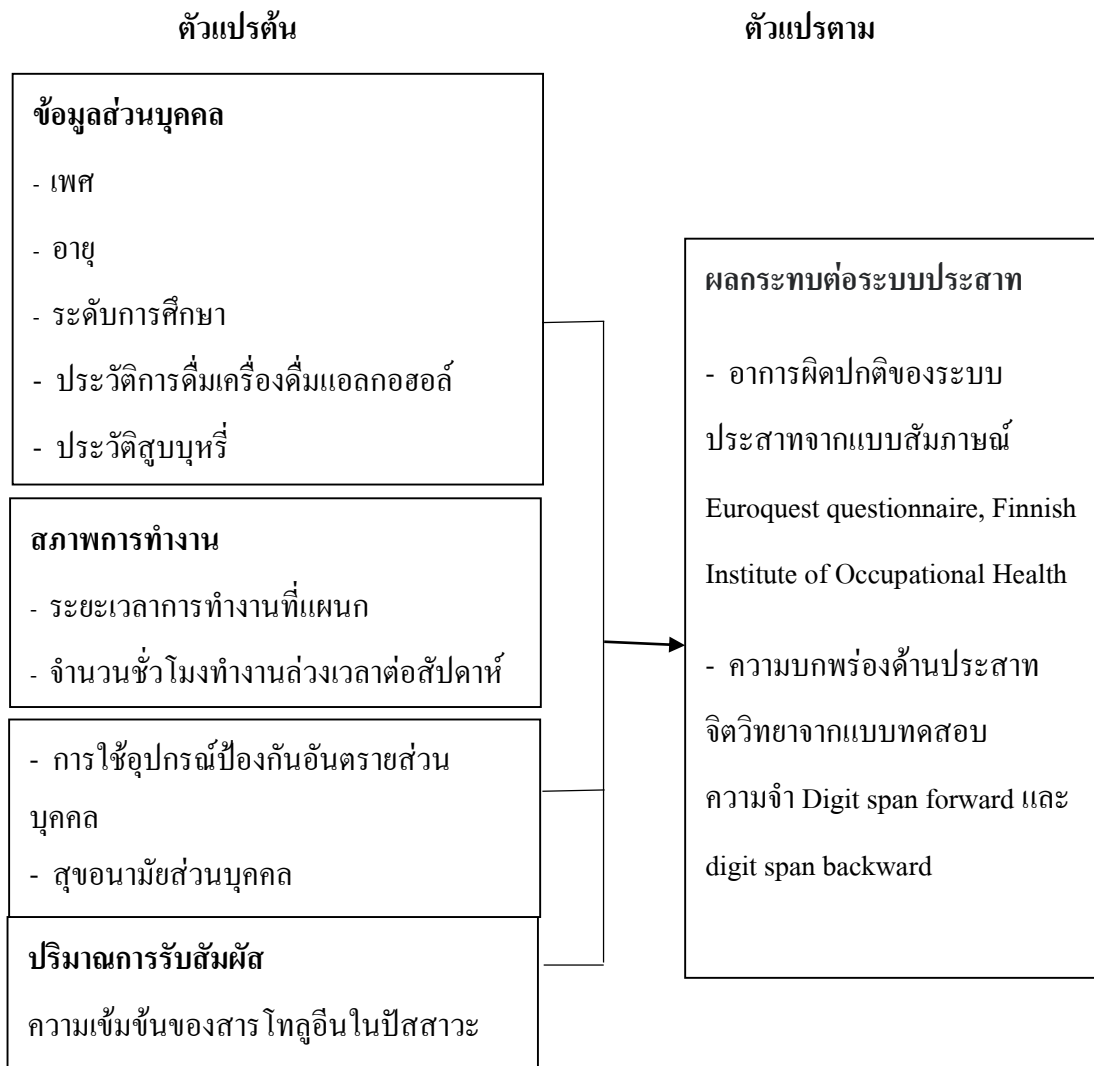 ตัวแปรต้น
ตัวแปรตาม
ข้อมูลส่วนบุคคล
- เพศ
- อายุ
- ระดับการศึกษา
- ประวัติการดื่มเครื่องดื่มแอลกอฮอล์
- ประวัติสูบบุหรี่
สภาพการทำงาน
- ระยะเวลาการทำงานที่แผนก
- จำนวนชั่วโมงทำงานล่วงเวลาต่อสัปดาห์
- การใช้อุปกรณ์ป้องกันอันตรายส่วน
บุคคล
- สุขอนามัยส่วนบุคคล
ปริมาณการรับสัมผัส
ความเข้มข้นของสารโทลูอีนในปัสสาวะ
ผลกระทบต่อระบบประสาท
- อาการผิดปกติของระบบ
ประสาทจากแบบสัมภาษณ์
Euroquest questionnaire, Finnish
Institute of Occupational Health
- ความบกพร่องด้านประสาท
จิตวิทยาจากแบบทดสอบ
ความจำ Digit span forward และ
digit span backward